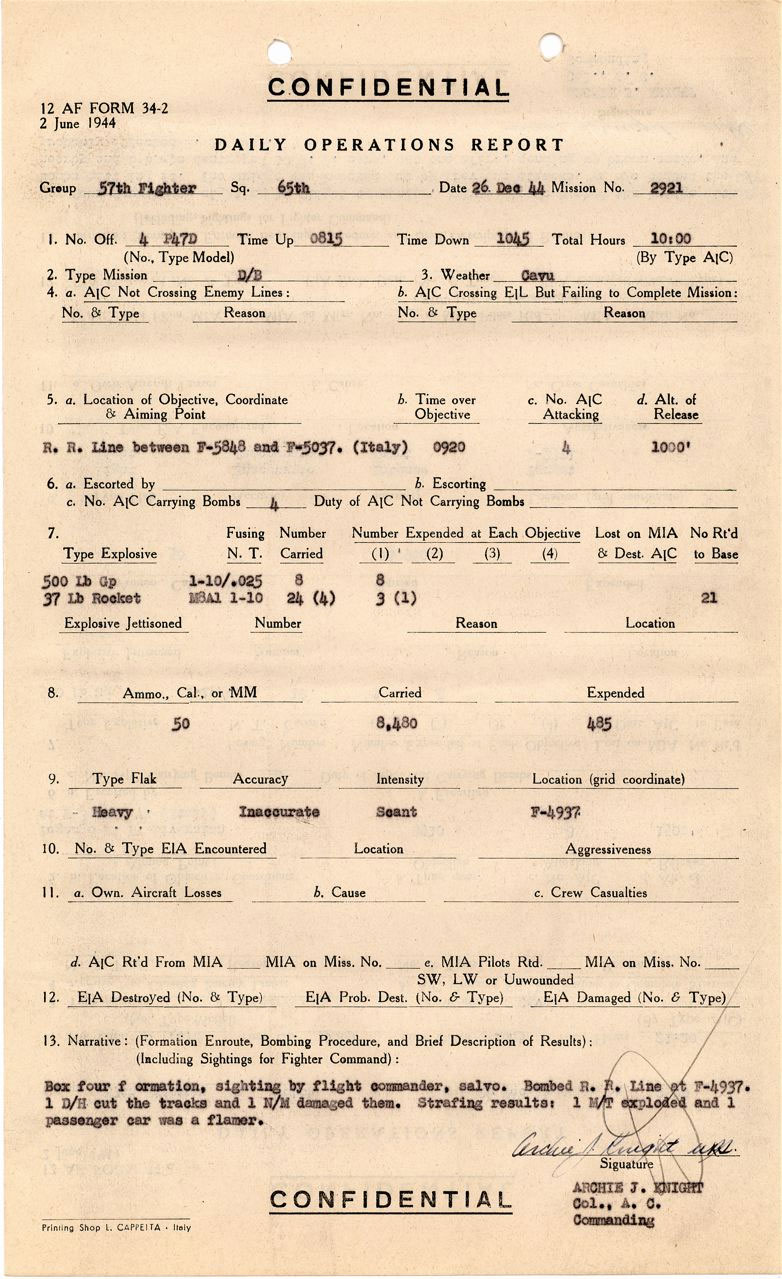 CONFIDENTIAL
12 AF FORM 34-2
2 June 1944
DAILY OPERATIONS REPORT
Group 57th Fighter Sq. 65th Date 26 Dec 44 Mission No. 2921
1. No. Off. 4 P47D Time Up 0815 Time Down 1045 Total Hours 10:00
(No., Type Model) (By Type A|C)
2. Type Mission D/B 3. Weather Cavu
4. a. A|C Not Crossing Enemy Lines: b. A|C Crossing E|L But Failing to Complete Mission:
No. & Type Reason No. & Type Reason
5. a. Location of Objective, Coordinate b. Time over c. No. A|C d. Alt. of
& Aiming Point Objective Attacking Release
R. R. Line between F-5848 and F-5037. (Italy) 0920 4 1000'
6. a. Escorted by b. Escorting
c. No. A|C Carrying Bombs 4 Duty of A|C Not Carrying Bombs
7. Fusing Number Number Expended at Each Objective Lost on MIA No Rt'd
Type Explosive N. T. Carried (1) ' (2) (3) (4) & Dest. A|C to Base
500 Lb Gp 1-10/.025 8 8
37 Lb Rocket M8A1 1-10 24 (4) 3 (1) 21
Explosive Jettisoned Number Reason Location
8. Ammo., Cal., or MM Carried Expended
50 8,480 485
9. Type Flak Accuracy Intensity Location (grid coordinate)
Heavy Inaccurate Scant F-4937
10. No. & Type EIA Encountered Location Aggressiveness
11. a. Own. Aircraft Losses b. Cause c. Crew Casualties
d. A|C Rt'd From MIA MIA on Miss. No. e. MIA Pilots Rtd. MIA on Miss. No.
SW, LW or Uuwounded
12. E|A Destroyed (No. & Type) E|A Prob. Dest. (No. & Type) E|A Damaged (No. & Type)
13. Narrative: (Formation Enroute, Bombing Procedure, and Brief Description of Results):
(Including Sightings for Fighter Command):
Box four f ormation, sighting by flight commander, salvo. Bombed R. R. Line at F-4937.
1 D/H cut the tracks and 1 N/M damaged them. Strafing results: 1 M/T exploded and 1
passenger car was a flamer.
Archie J Knight
Signature
ARCHIE J. KNIGHT
Col., A. C.
Commanding
CONFIDENTIAL
Printing Shop L. CAPPELTA - Italy